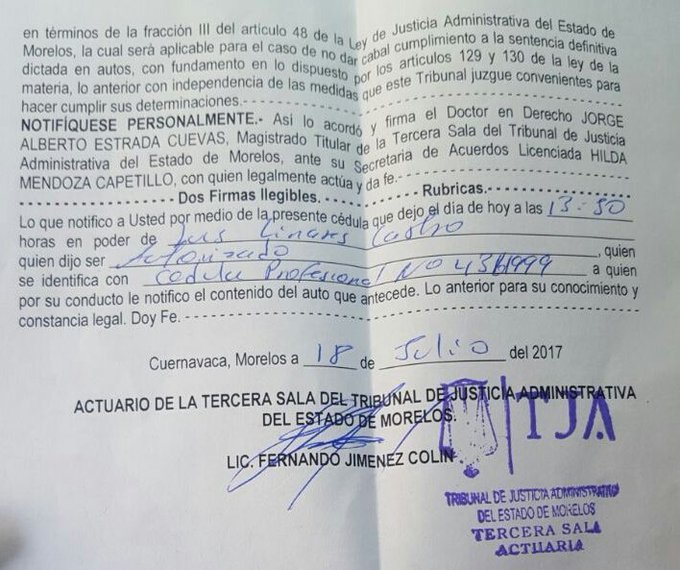 en términos de la fracción III del artículo 48 de la Ley de Justicia Administrativa del Estado de
Morelos, la cual será aplicable para el caso de no dar cabal cumplimiento a la sentencia definitiva
dictada en autos, con fundamento en lo dispuesto por los artículos 129 y 130 de la ley de la
materia, lo anterior con independencia de las medidas que este Tribunal juzgue convenientes para
hacer cumplir sus determinaciones.-
NOTIFÍQUESE PERSONALMENTE.- Asi lo acordó y firma el Doctor en Derecho JORGE
ALBERTO ESTRADA CUEVAS, Magistrado Titular de la Tercera Sala del Tribunal de Justicia
Administrativa del Estado de Morelos, ante su Secretaria de Acuerdos Licenciada HILDA
MENDOZA CAPETILLO, con quien legalmente actúa y da fe.-
Dos Firmas Ilegibles. - Rubricas.-
Lo que notifico a Usted por medio de la presente cédula que dejo el día de hoy a las 13:50
horas en poder de Luis Linares Castro
quien dijo ser Autorizado, quien
se identifica con Cédula Profesional No a quien
por su conducto le notifico el contenido del auto que antecede. Lo anterior para su conocimiento y
constancia legal. Doy Fe.-
Cuernavaca, Morelos a 18 de Julio del 2017
ACTUARIO DE LA TERCERA SALA DEL TRIBUNAL DE JUSTICIA ADMINISTRATIVA
DEL ESTADO DE MORELOS.
LIC. FERNANDO JIMENEZ COLIN
TJA
TRIBUNAL DE JUSTICIA ADMINISTRATIVA
DEL ESTADO DE MORELOS
TERCERA SALA
ACTUARIA